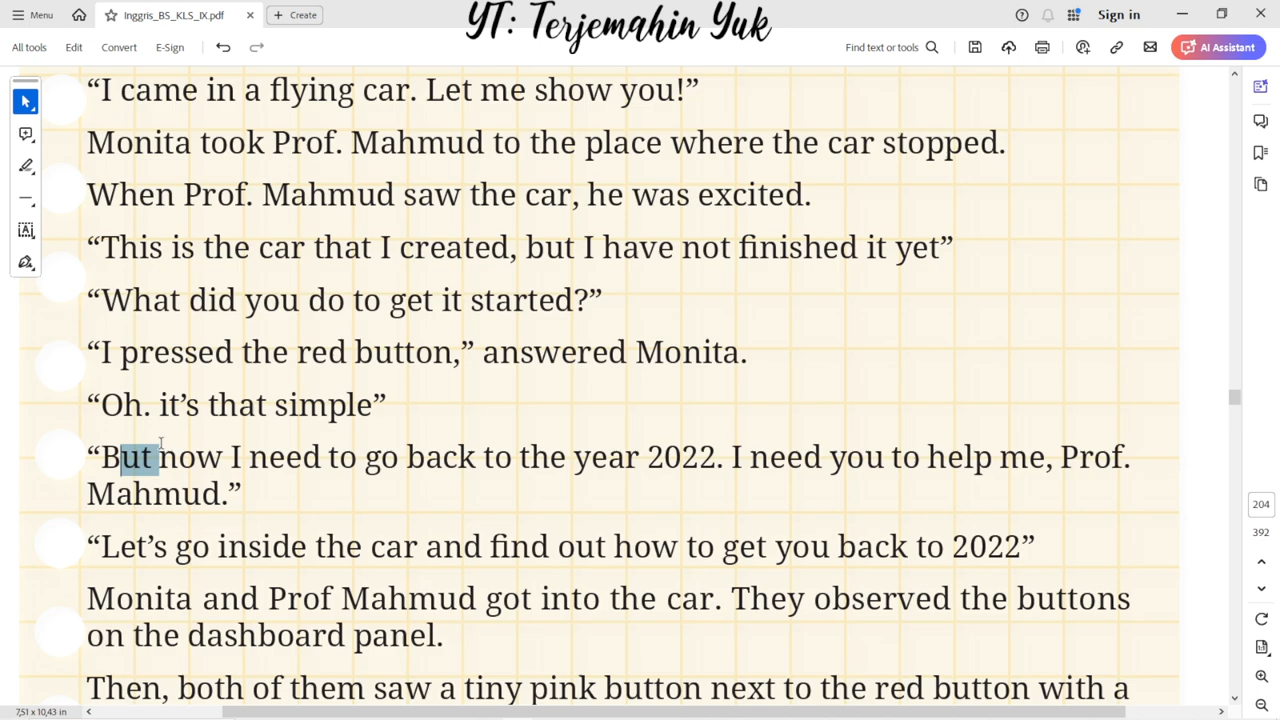 Menu
Inggris_BS_KLS_IX.pdf
Create
YT: Terjemahin Yuk
Sign in
All tools
Edit
Convert
E-Sign
Find text or tools
AI Assistant
“I came in a flying car. Let me show you!”
Monita took Prof. Mahmud to the place where the car stopped.
When Prof. Mahmud saw the car, he was excited.
“This is the car that I created, but I have not finished it yet”
“What did you do to get it started?”
“I pressed the red button,” answered Monita.
“Oh. it’s that simple”
“But now I need to go back to the year 2022. I need you to help me, Prof.
Mahmud.”
“Let’s go inside the car and find out how to get you back to 2022”
Monita and Prof Mahmud got into the car. They observed the buttons
on the dashboard panel.
Then, both of them saw a tiny pink button next to the red button with a
204
392
7,51 x 10,43 in